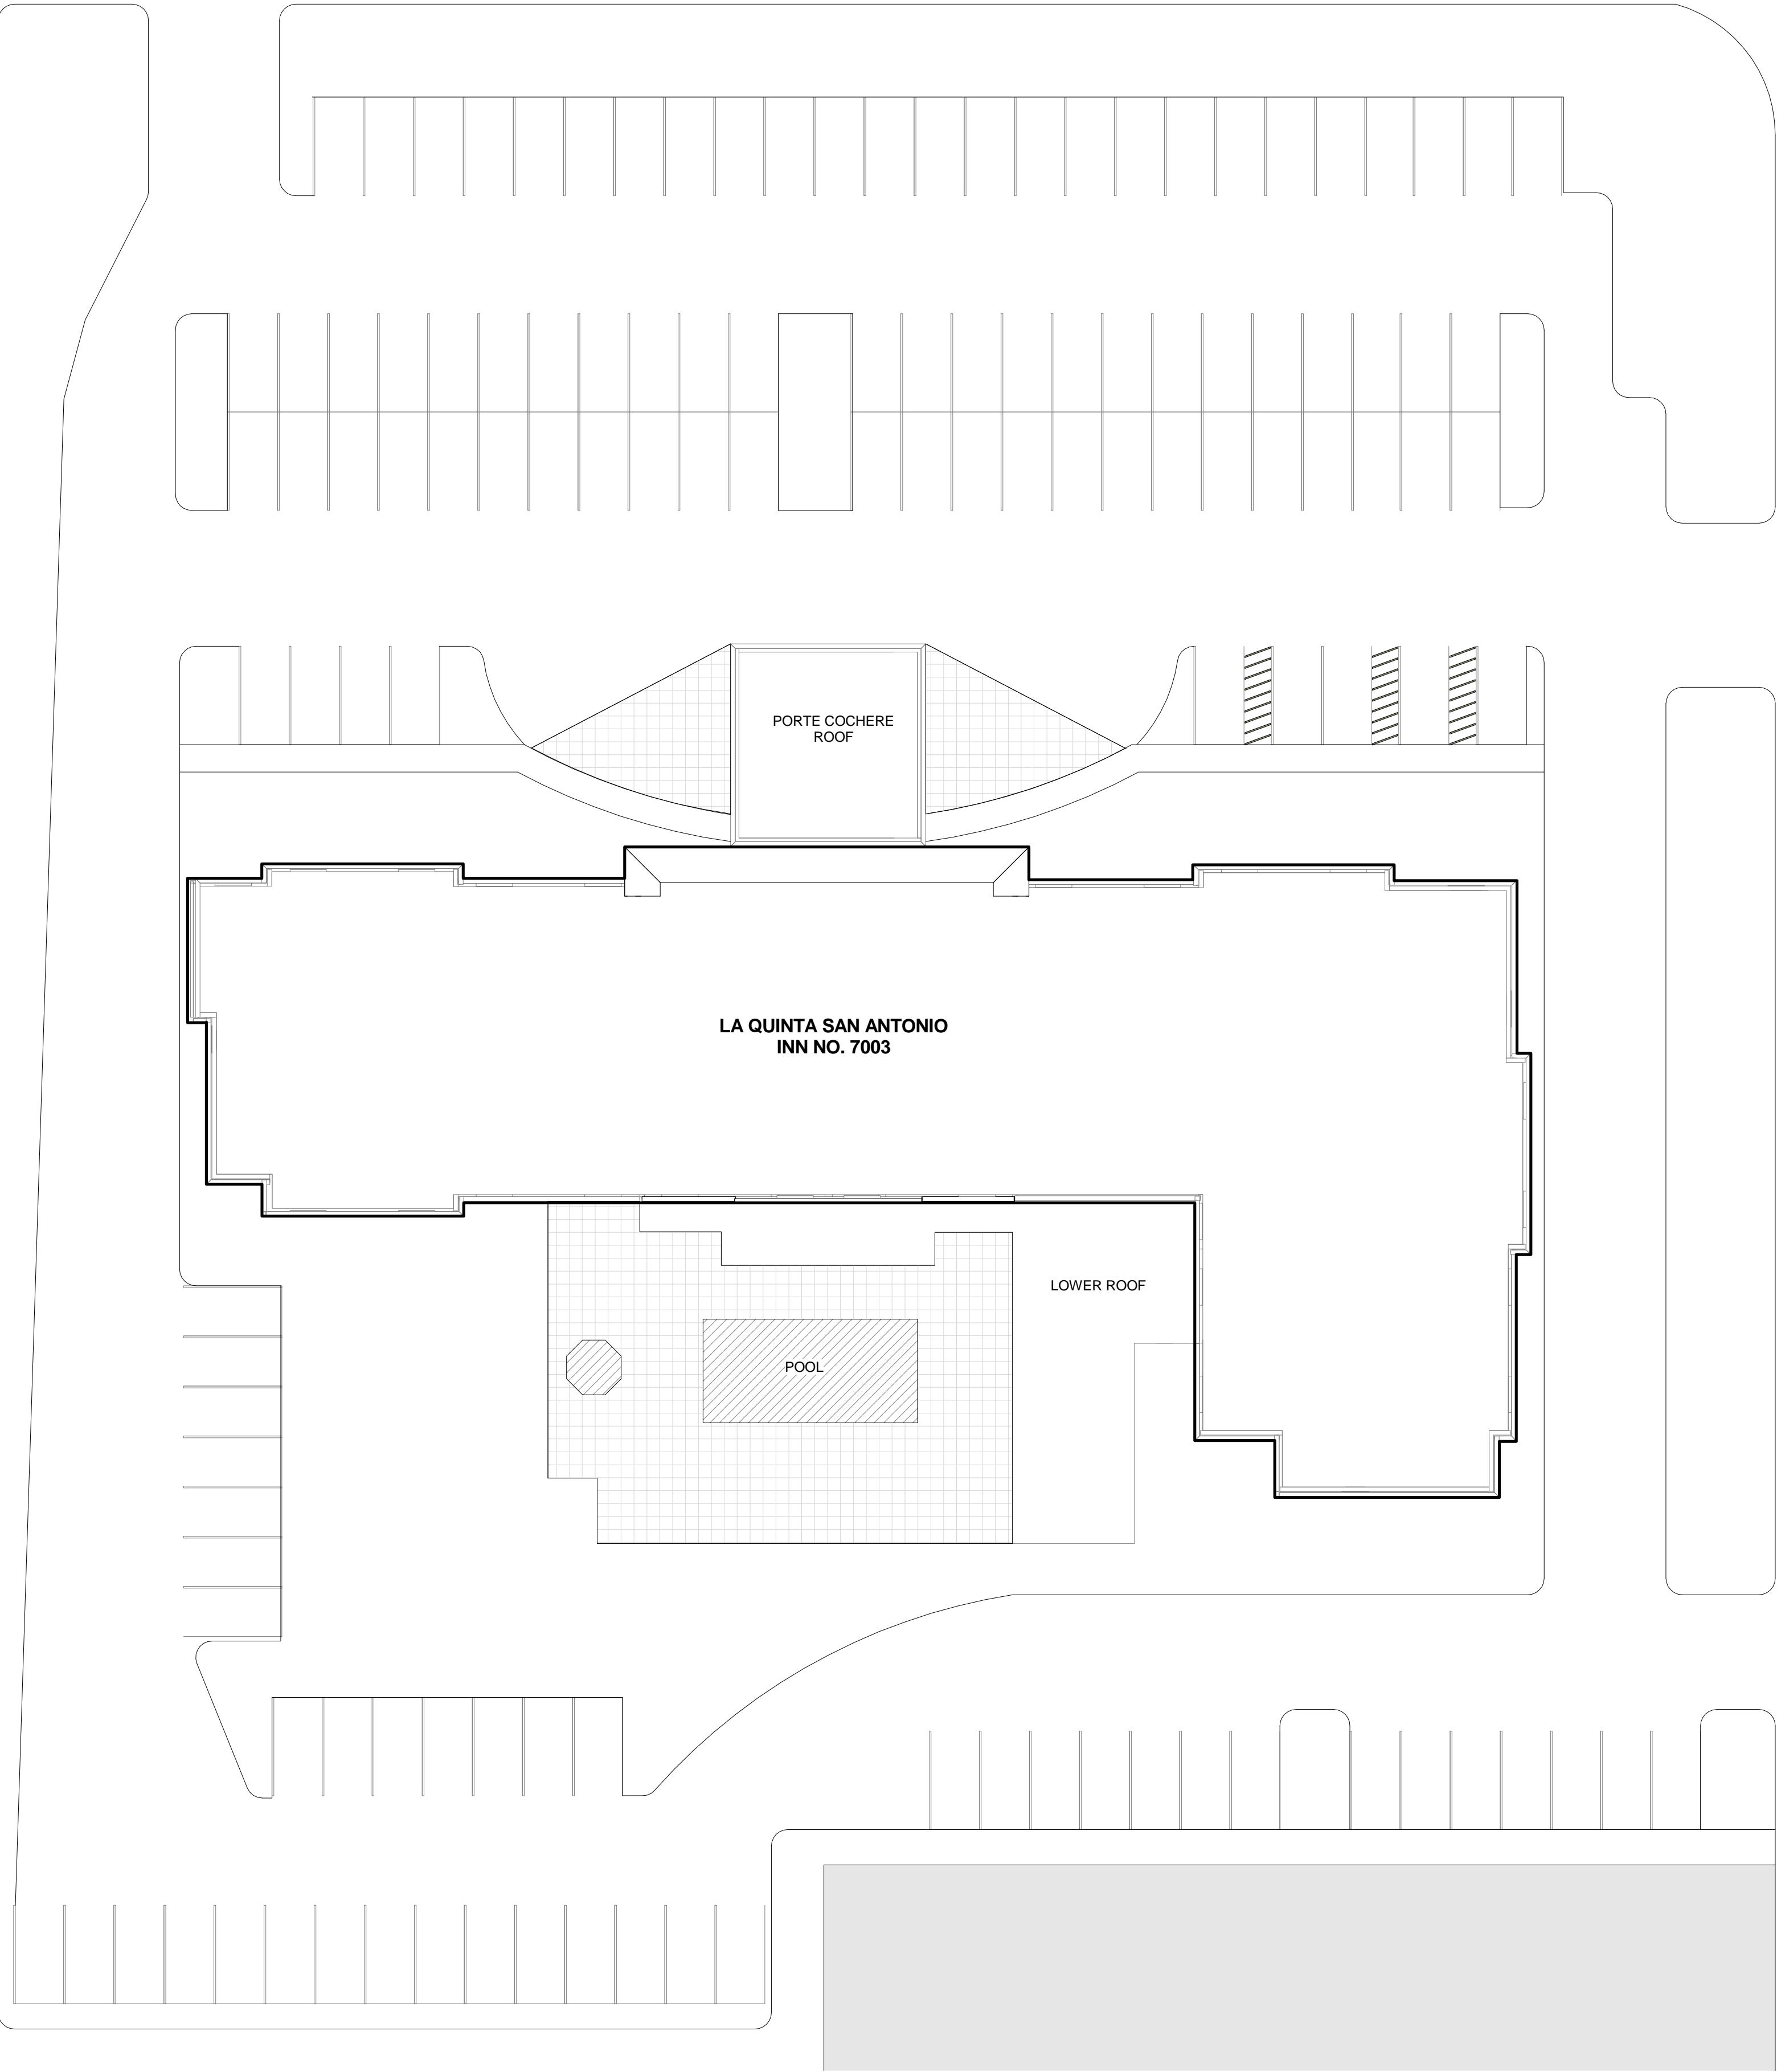 PORTE COCHERE
ROOF
LA QUINTA SAN ANTONIO
INN NO. 7003
LOWER ROOF
POOL